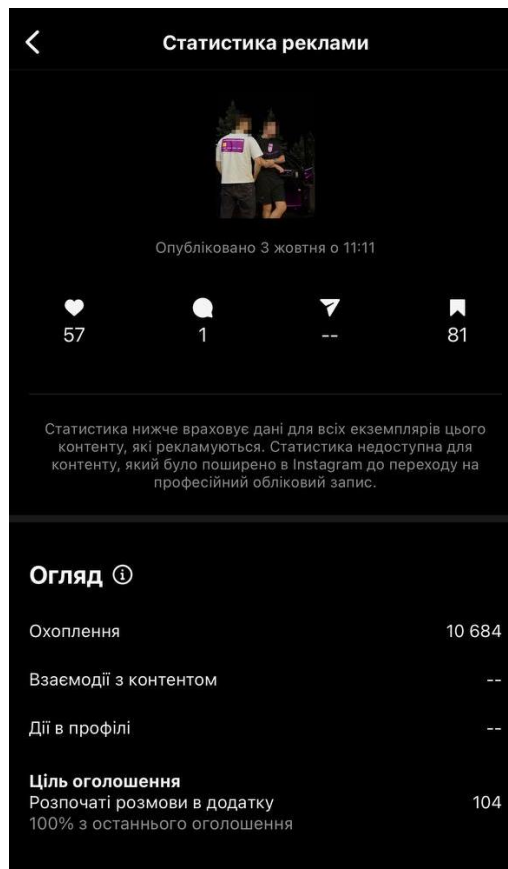 Статистика реклами
Опубліковано 3 жовтня о 11:11
57 1 -- 81
Статистика нижче враховує дані для всіх екземплярів цього
контенту, які рекламуються. Статистика недоступна для
контенту, який було поширено в Instagram до переходу на
професійний обліковий запис.
Огляд
Охоплення 10 684
Взаємодії з контентом --
Дії в профілі --
Ціль оголошення
Розпочаті розмови в додатку 104
100% з останнього оголошення